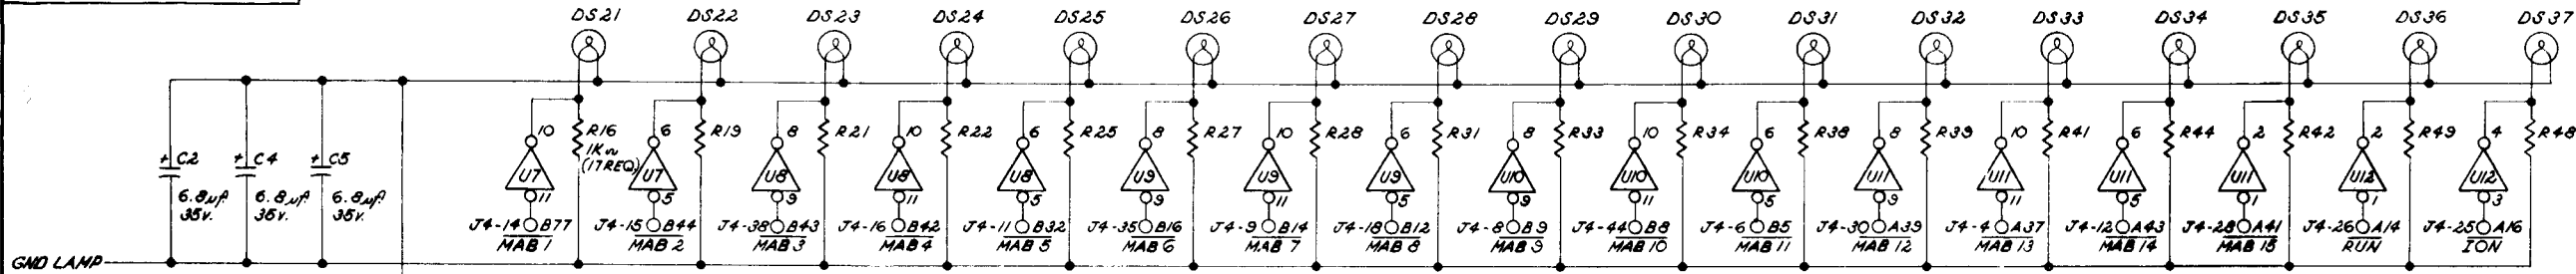 DS21 DS22 DS23 DS24 DS25 DS26 DS27 DS28 DS29 DS30 DS31 DS32 DS33 DS34 DS35 DS36 DS37
10 R16 6 R19 8 R21 10 R22 6 R25 8 R27 10 R28 6 R31 8 R33 10 R34 6 R38 8 R39 10 R41 6 R44 2 R42 2 R49 4 R48
1K
(17REQ)
+ C2 + C4 + C5
U7 U7 U8 U8 U8 U9 U9 U9 U10 U10 U10 U11 U11 U11 U11 U12 U12
6.8µf 6.8µf 6.8µf
35V. 35V. 35V.
11 5 9 11 5 9 11 5 9 11 5 9 11 5 1 1 3
J4-14 B77 J4-15 B44 J4-38 B43 J4-16 B42 J4-11 B32 J4-35 B16 J4-9 B14 J4-18 B12 J4-8 B9 J4-44 B8 J4-6 B5 J4-30 A39 J4-4 A37 J4-12 A43 J4-28 A41 J4-26 A14 J4-25 A16
MAB 1 MAB 2 MAB 3 MAB 4 MAB 5 MAB 6 MAB 7 MAB 8 MAB 9 MAB 10 MAB 11 MAB 12 MAB 13 MAB 14 MAB 15 RUN ION
GND LAMP